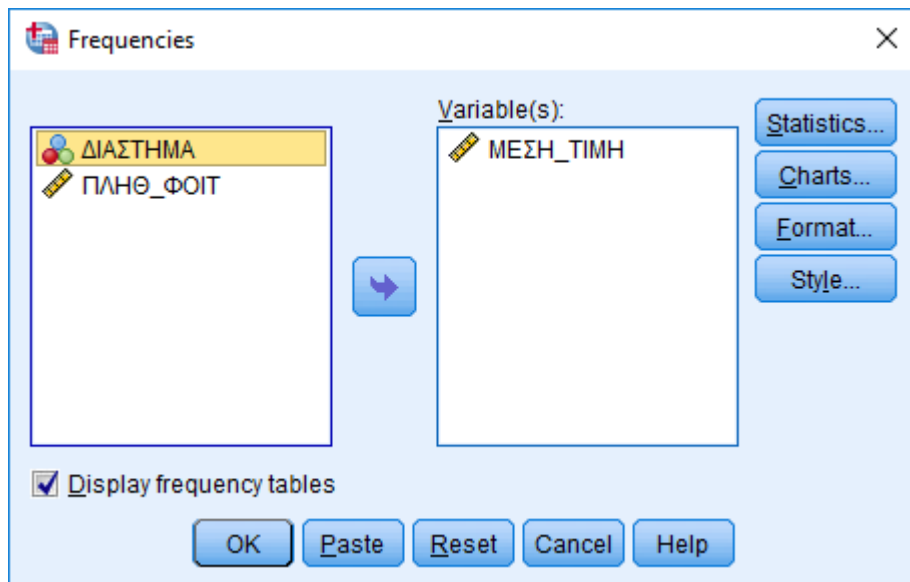 Frequencies
ΔΙΑΣΤΗΜΑ
ΠΛΗΘ_ΦΟΙΤ
Variable(s):
ΜΕΣΗ_ΤΙΜΗ
Statistics...
Charts...
Format...
Style...
Display frequency tables
OK
Paste
Reset
Cancel
Help